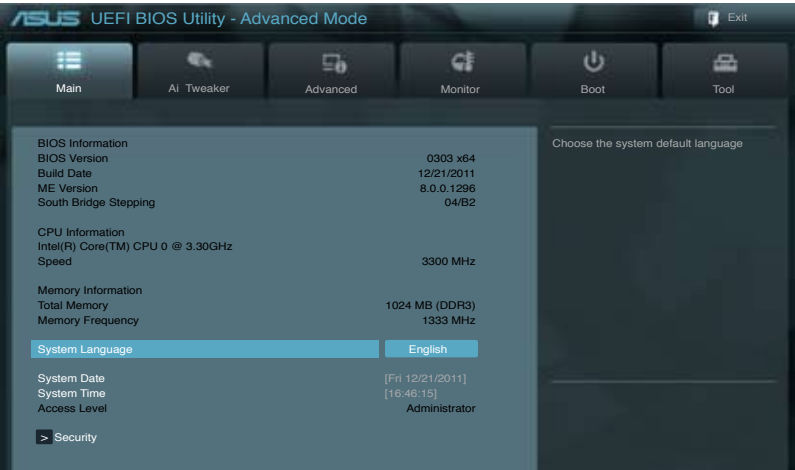 ASUS UEFI BIOS Utility - Advanced Mode Exit
Main Ai Tweaker Advanced Monitor Boot Tool
Choose the system default language
BIOS Information
BIOS Version 0303 x64
Build Date 12/21/2011
ME Version 8.0.0.1296
South Bridge Stepping 04/B2
CPU Information
Intel(R) Core(TM) CPU 0 @ 3.30GHz
Speed 3300 MHz
Memory Information
Total Memory 1024 MB (DDR3)
Memory Frequency 1333 MHz
System Language English
System Date [Fri 12/21/2011]
System Time [16:46:15]
Access Level Administrator
> Security